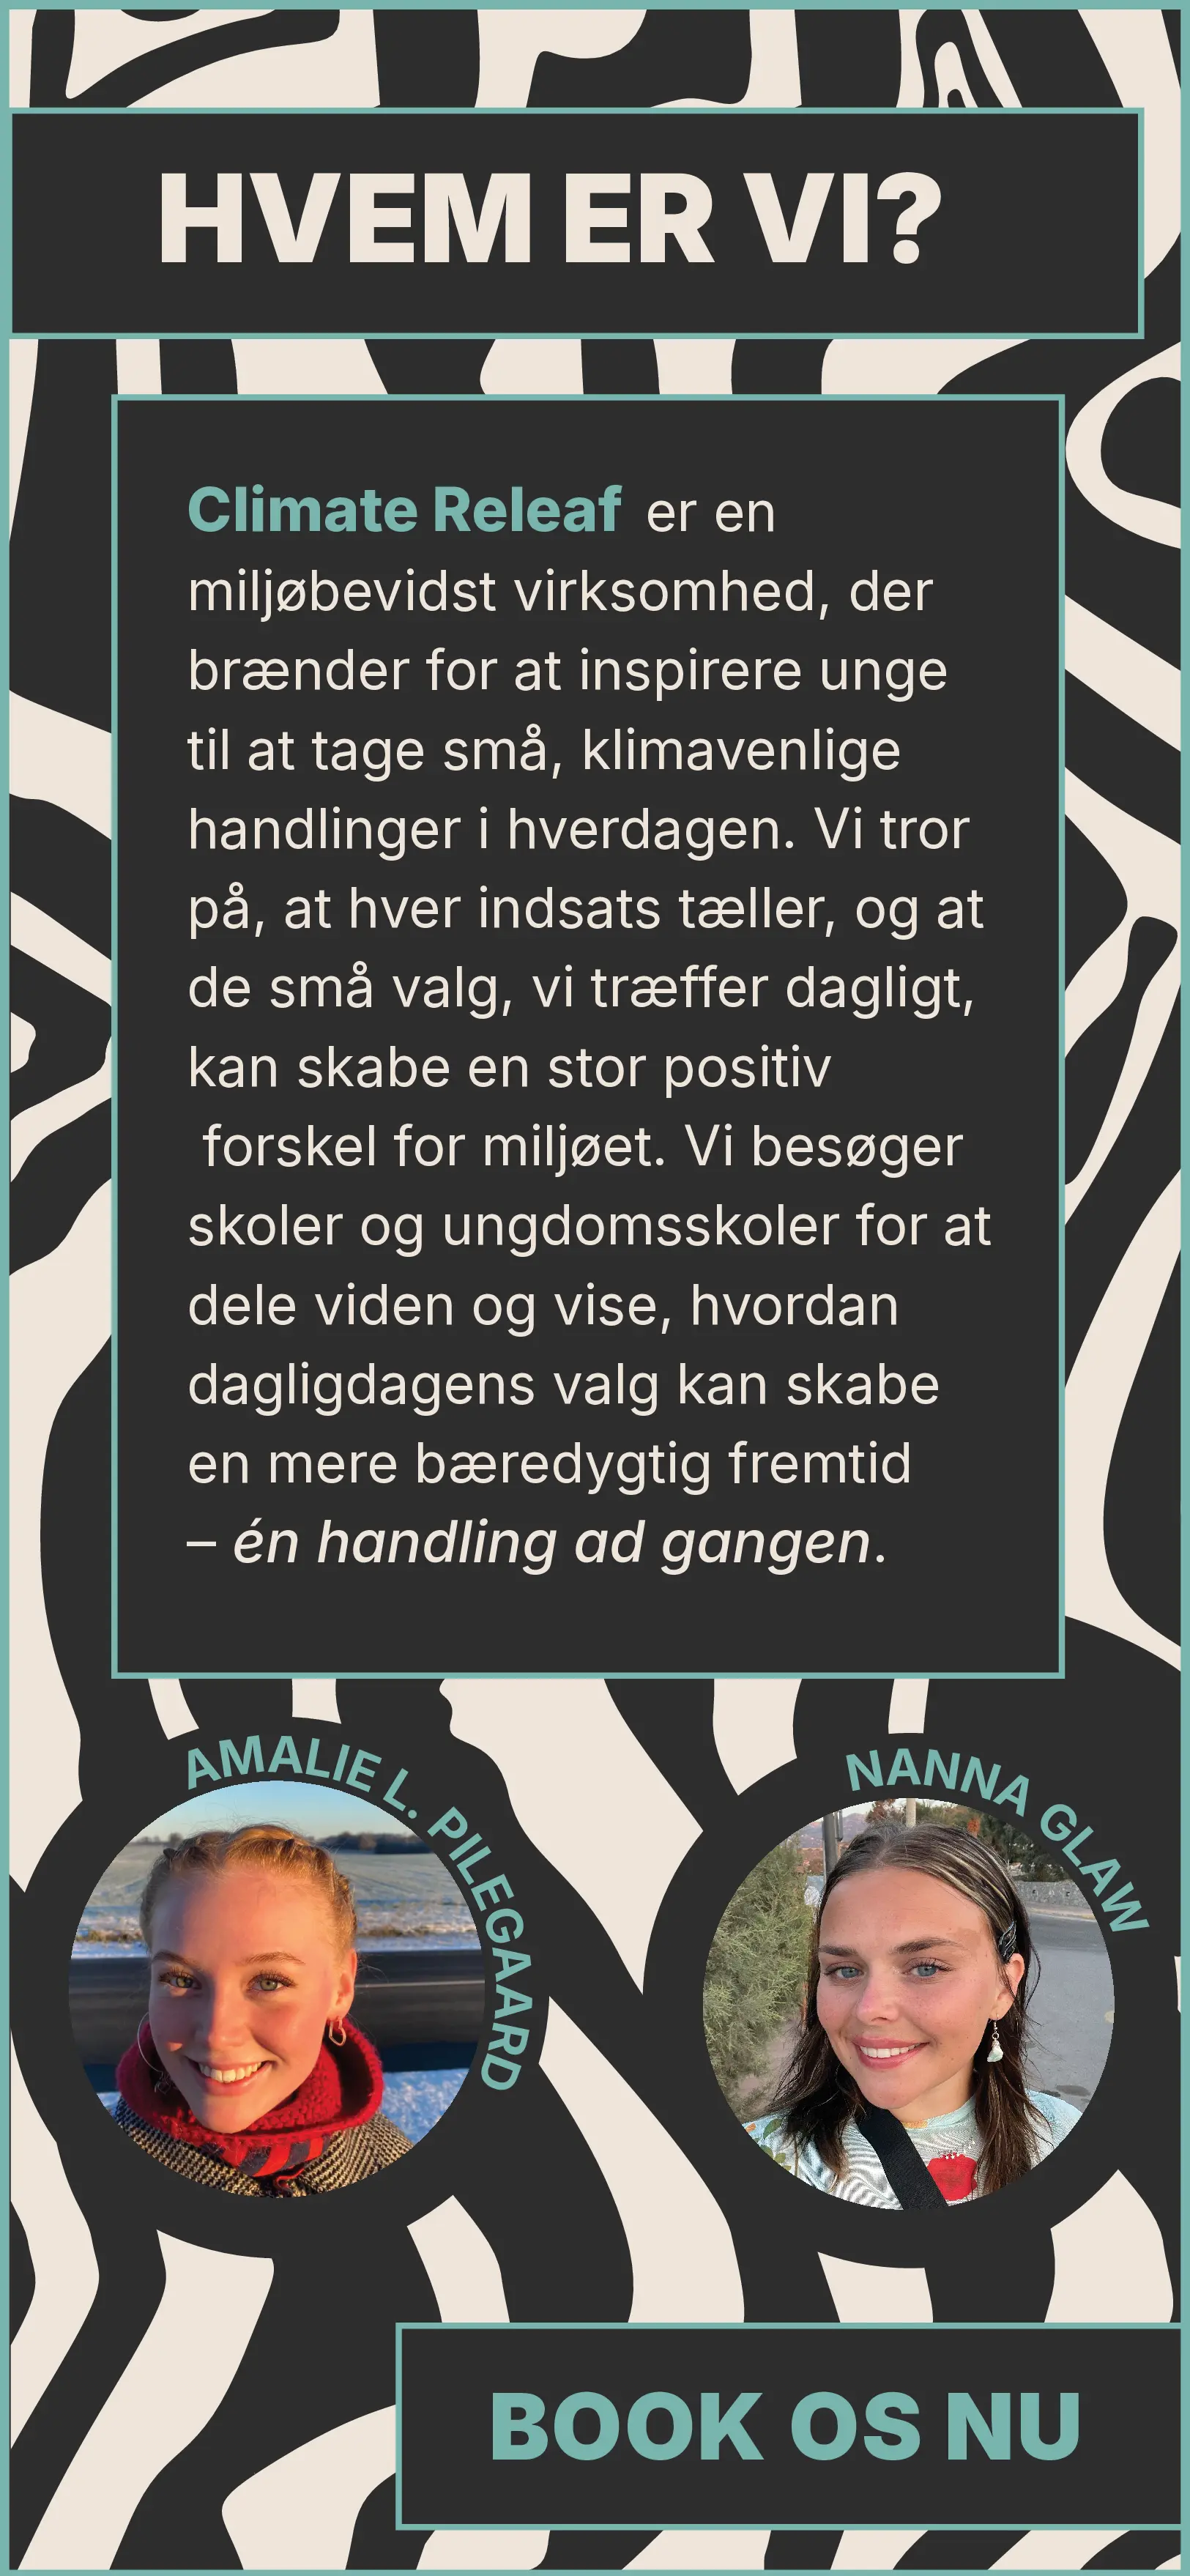 HVEM ER VI?
Climate Releaf er en
miljøbevidst virksomhed, der
brænder for at inspirere unge
til at tage små, klimavenlige
handlinger i hverdagen. Vi tror
på, at hver indsats tæller, og at
de små valg, vi træffer dagligt,
kan skabe en stor positiv
forskel for miljøet. Vi besøger
skoler og ungdomsskoler for at
dele viden og vise, hvordan
dagligdagens valg kan skabe
en mere bæredygtig fremtid
– én handling ad gangen.
AMALIE L. PILEGAARD
NANNA GLAW
BOOK OS NU